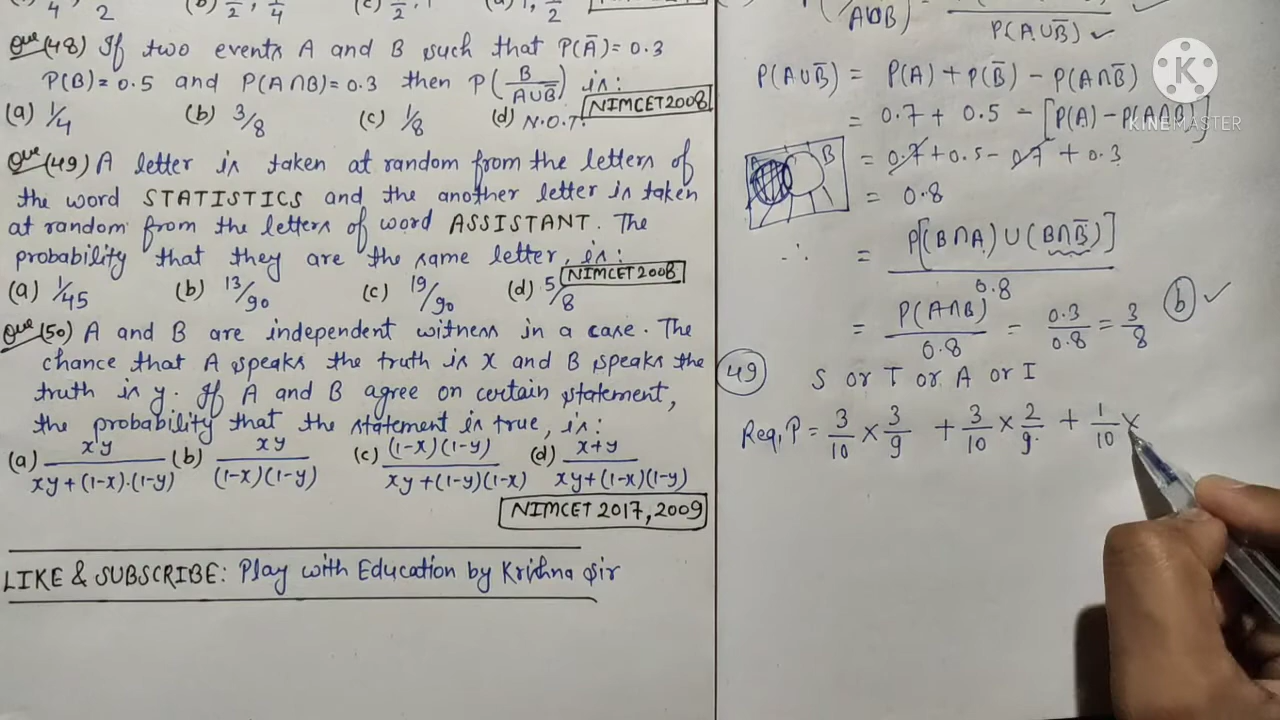 4 2 (b) 2, 4 (c) 2, 1 (d) 1, 1/2
Que (48) If two events A and B such that P(Ā) = 0.3
P(B) = 0.5 and P(A∩B) = 0.3 then P(B/A∪B̄) is:
(a) 1/4 (b) 3/8 (c) 1/8 (d) N.O.T.
NIMCET 2008
Que (49) A letter is taken at random from the letters of
the word STATISTICS and the another letter is taken
at random from the letters of word ASSISTANT. The
probability that they are the same letter, is:
NIMCET 2008
(a) 1/45 (b) 13/90 (c) 19/90 (d) 5/8
Que (50) A and B are independent witness in a case. The
chance that A speaks the truth is x and B speaks the
truth is y. If A and B agree on certain statement,
the probability that the statement is true, is:
(a) xy/xy+(1-x).(1-y) (b) xy/(1-x)(1-y) (c) (1-x)(1-y)/xy+(1-y)(1-x) (d) x+y/xy+(1-x)(1-y)
NIMCET 2017, 2009
LIKE & SUBSCRIBE: Play with Education by Krishna Sir
A∪B) P(A∪B̄) ✓
P(A∪B̄) = P(A) + P(B̄) - P(A∩B̄)
= 0.7 + 0.5 - [P(A) - P(A∩B)]
= 0.7 + 0.5 - 0.7 + 0.3
A B
= 0.8
∴ = P[(B∩A) ∪ (B∩B̄)]/0.8
= P(A∩B)/0.8 = 0.3/0.8 = 3/8 (b) ✓
(49) S or T or A or I
Req. P = 3/10 × 3/9 + 3/10 × 2/9 + 1/10 ×
K
KINEMASTER